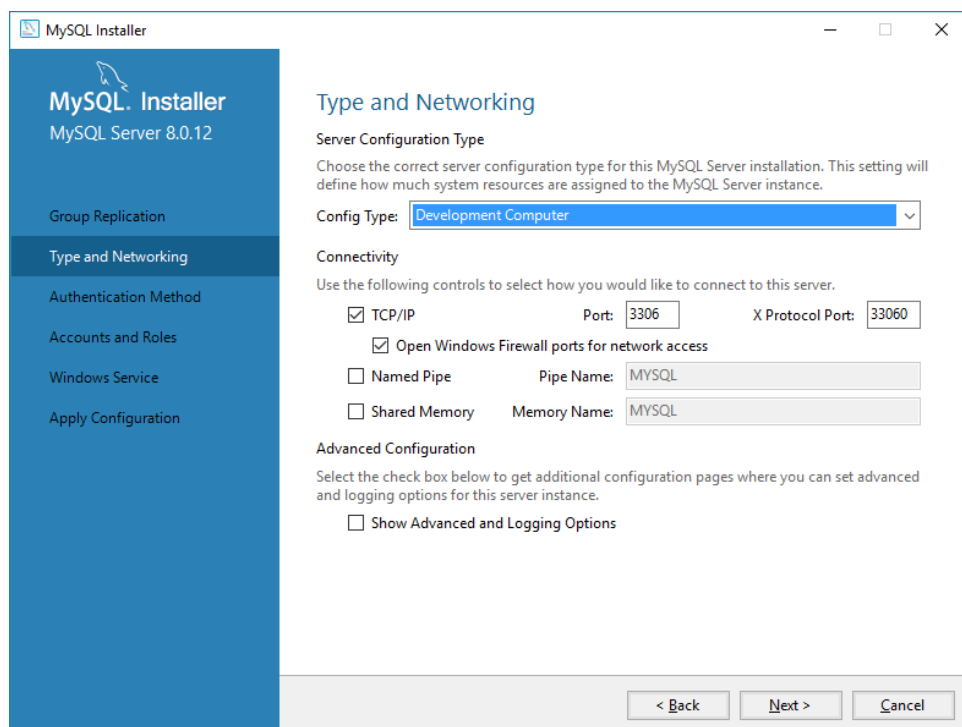 MySQL Installer
MySQL. Installer
MySQL Server 8.0.12
Group Replication
Type and Networking
Authentication Method
Accounts and Roles
Windows Service
Apply Configuration
Type and Networking
Server Configuration Type
Choose the correct server configuration type for this MySQL Server installation. This setting will
define how much system resources are assigned to the MySQL Server instance.
Config Type: Development Computer
Connectivity
Use the following controls to select how you would like to connect to this server.
TCP/IP Port: 3306 X Protocol Port: 33060
Open Windows Firewall ports for network access
Named Pipe Pipe Name: MYSQL
Shared Memory Memory Name: MYSQL
Advanced Configuration
Select the check box below to get additional configuration pages where you can set advanced
and logging options for this server instance.
Show Advanced and Logging Options
< Back Next > Cancel